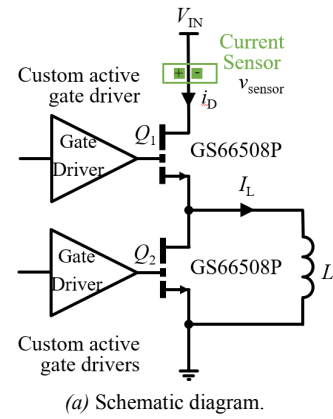 V_IN
Current
Sensor
v_sensor
+ -
i_D
Custom active
gate driver
Gate
Driver
Q_1
GS66508P
I_L
L
Gate
Driver
Q_2
GS66508P
Custom active
gate drivers
(a) Schematic diagram.